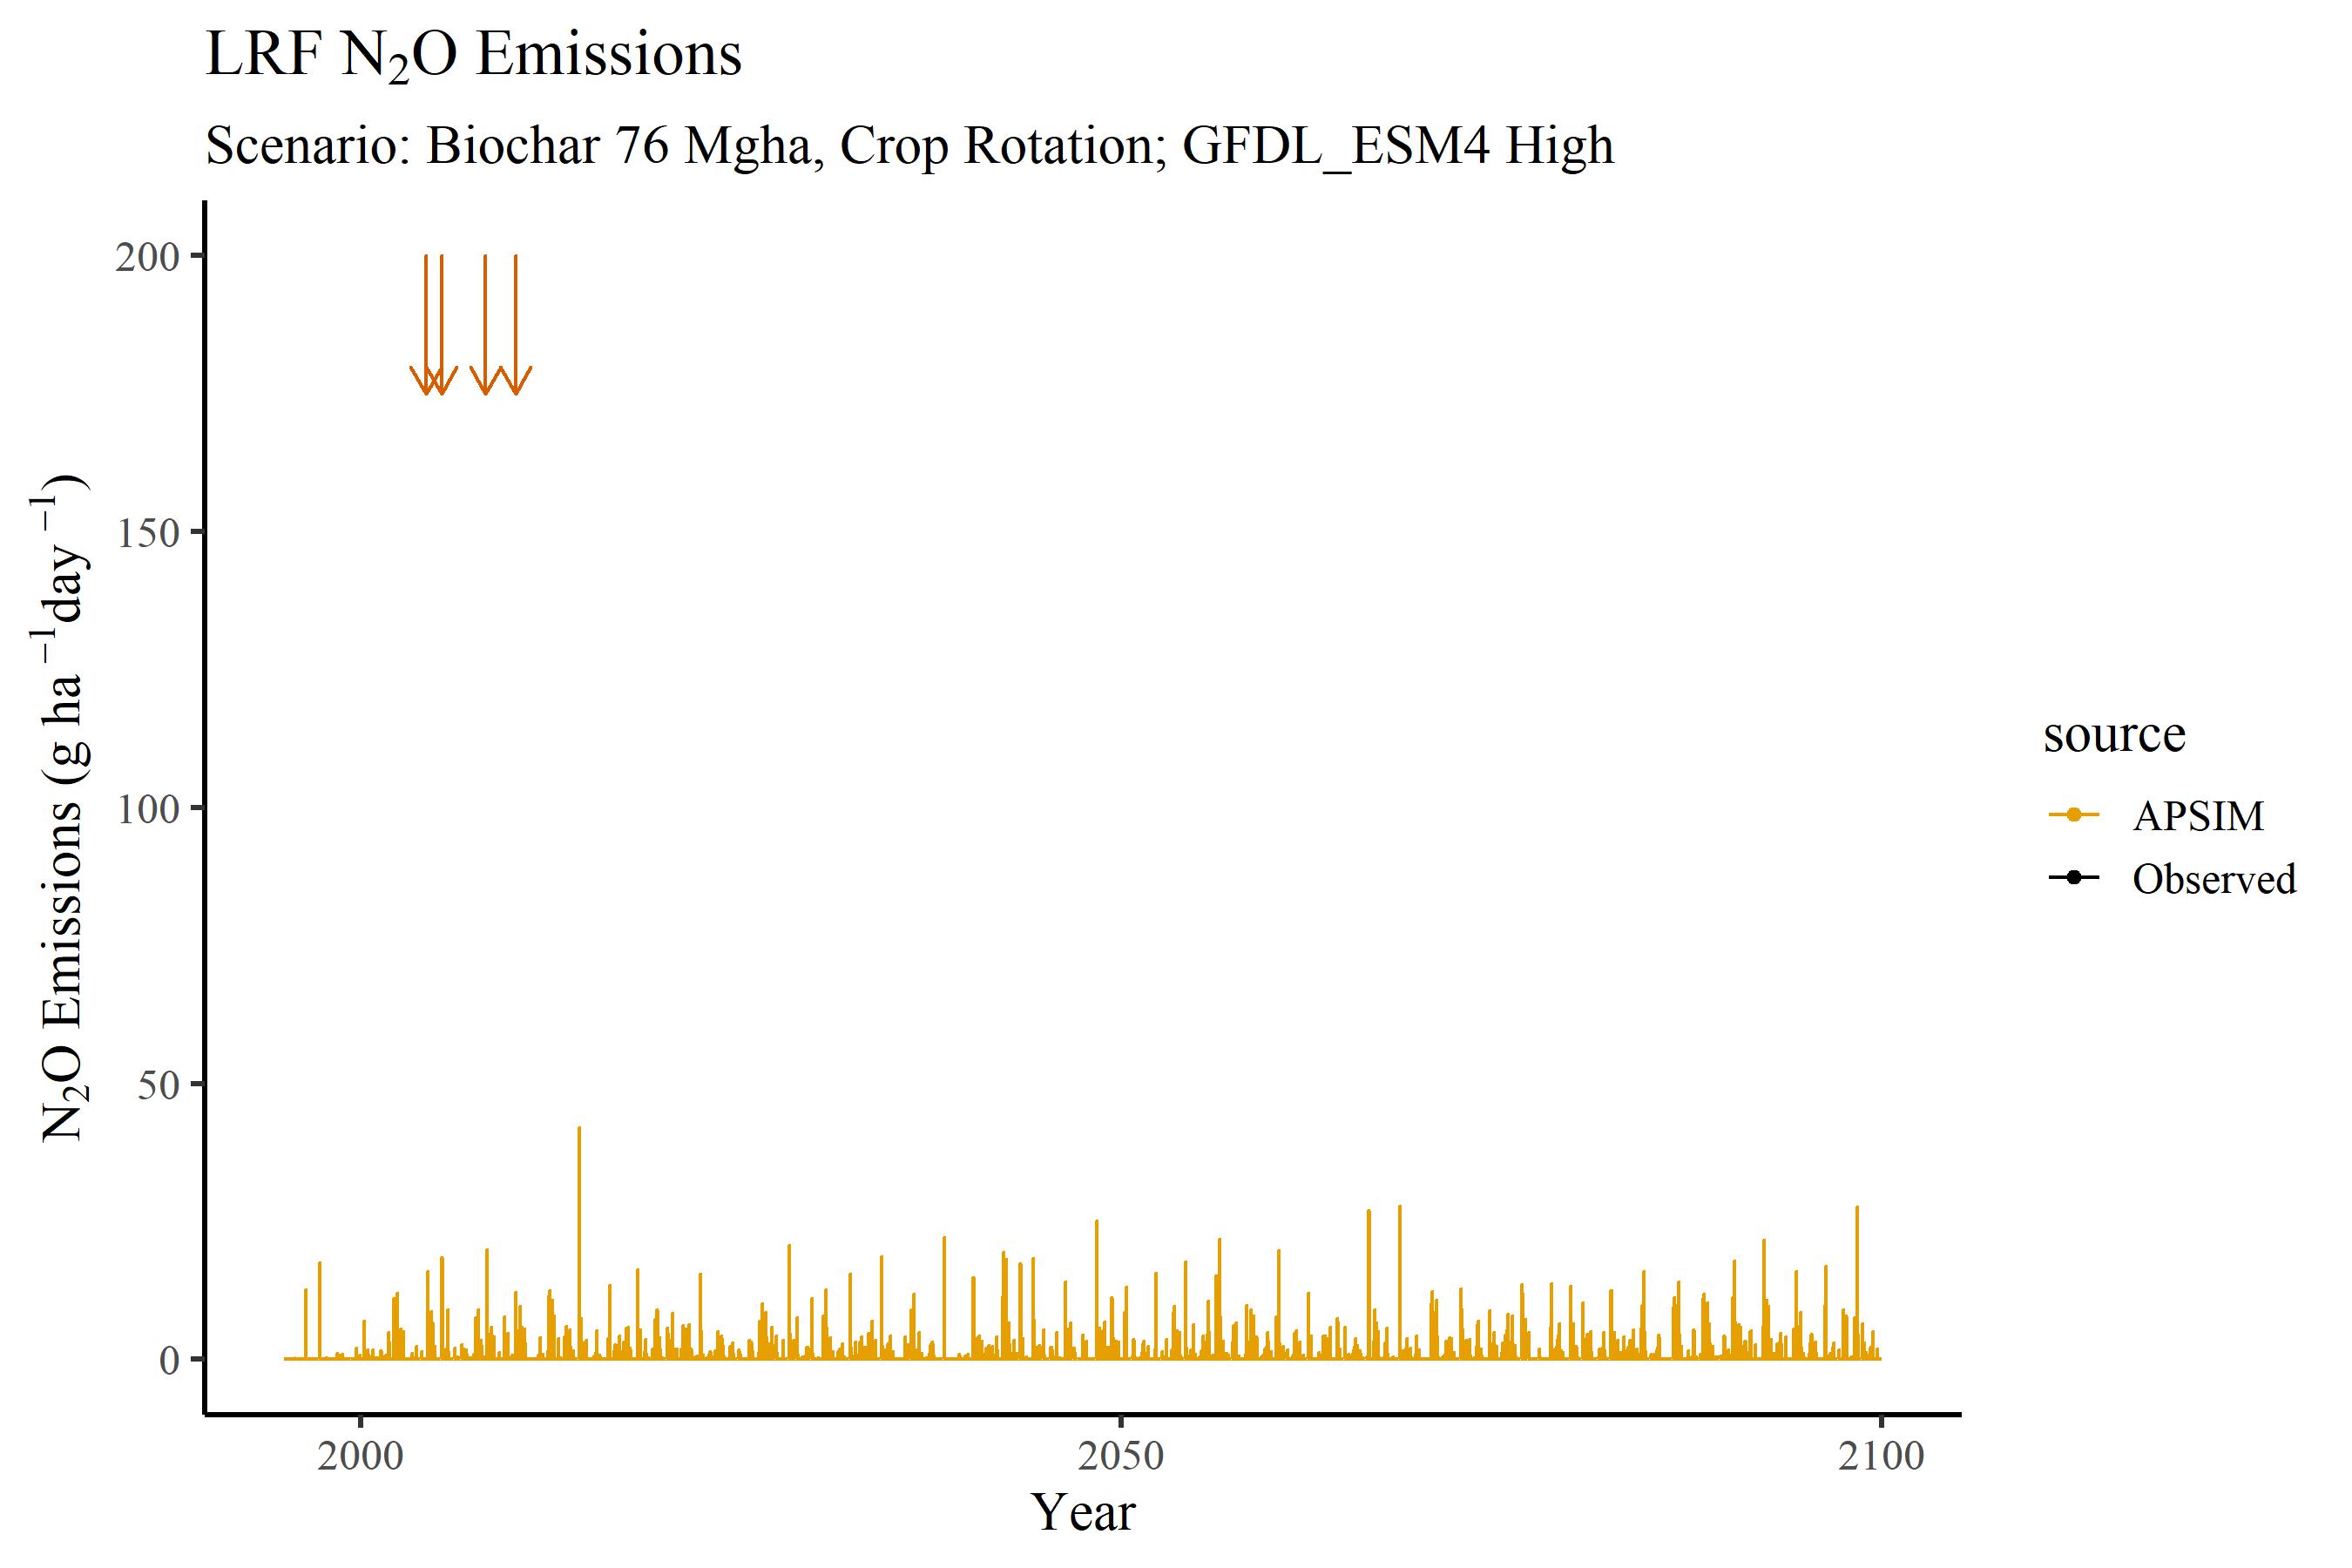 LRF N₂O Emissions
Scenario: Biochar 76 Mgha, Crop Rotation; GFDL_ESM4 High
N₂O Emissions (g ha ⁻¹day ⁻¹)
200
150
100
50
0
2000
2050
2100
Year
source
APSIM
Observed